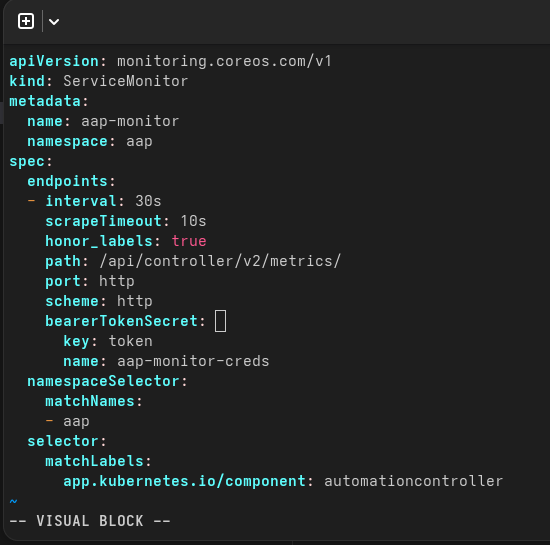 apiVersion: monitoring.coreos.com/v1
kind: ServiceMonitor
metadata:
  name: aap-monitor
  namespace: aap
spec:
  endpoints:
  - interval: 30s
    scrapeTimeout: 10s
    honor_labels: true
    path: /api/controller/v2/metrics/
    port: http
    scheme: http
    bearerTokenSecret:
      key: token
      name: aap-monitor-creds
  namespaceSelector:
    matchNames:
    - aap
  selector:
    matchLabels:
      app.kubernetes.io/component: automationcontroller
~
-- VISUAL BLOCK --